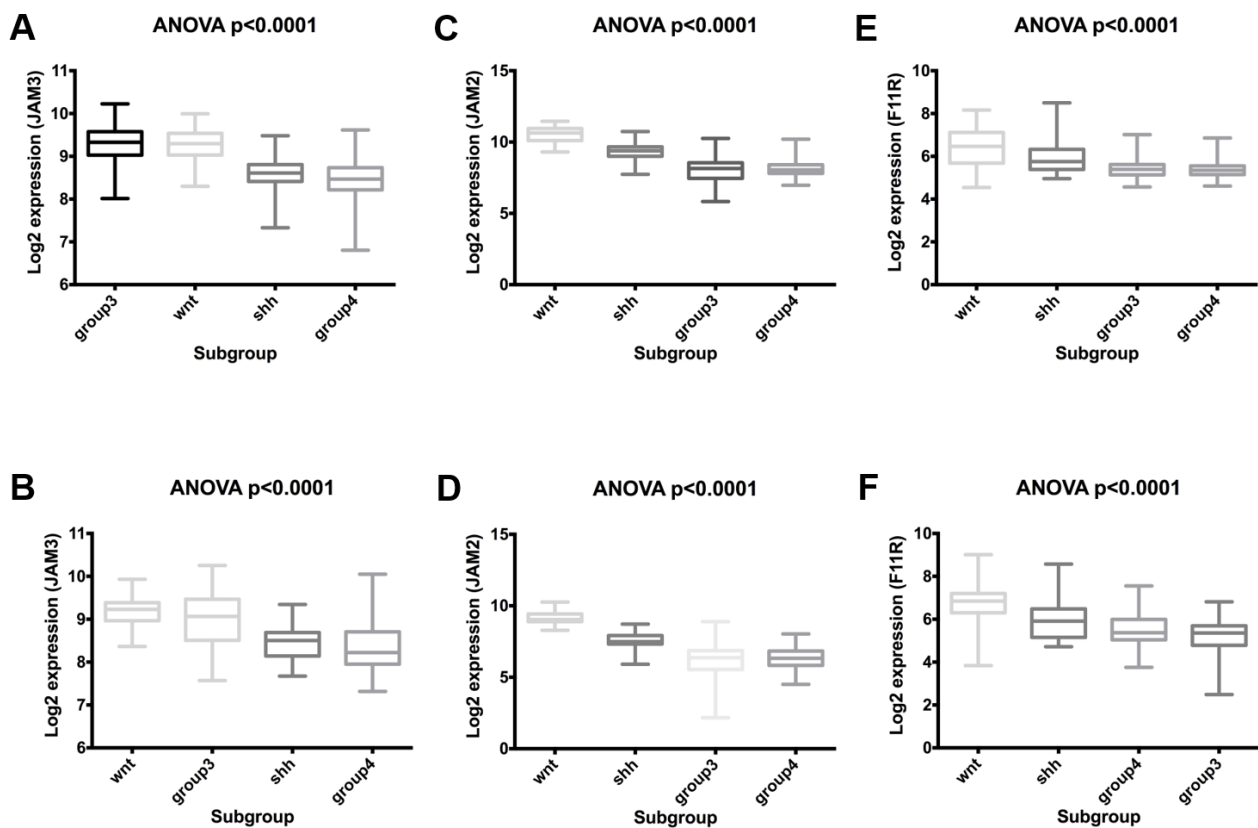 A
ANOVA p<0.0001
Log2 expression (JAM3)
11
10
9
8
7
6
group3
wnt
shh
group4
Subgroup
C
ANOVA p<0.0001
Log2 expression (JAM2)
15
10
5
0
wnt
shh
group3
group4
Subgroup
E
ANOVA p<0.0001
Log2 expression (F11R)
10
8
6
4
2
0
wnt
shh
group3
group4
Subgroup
B
ANOVA p<0.0001
Log2 expression (JAM3)
11
10
9
8
7
6
wnt
group3
shh
group4
Subgroup
D
ANOVA p<0.0001
Log2 expression (JAM2)
15
10
5
0
wnt
shh
group3
group4
Subgroup
F
ANOVA p<0.0001
Log2 expression (F11R)
10
8
6
4
2
0
wnt
shh
group4
group3
Subgroup